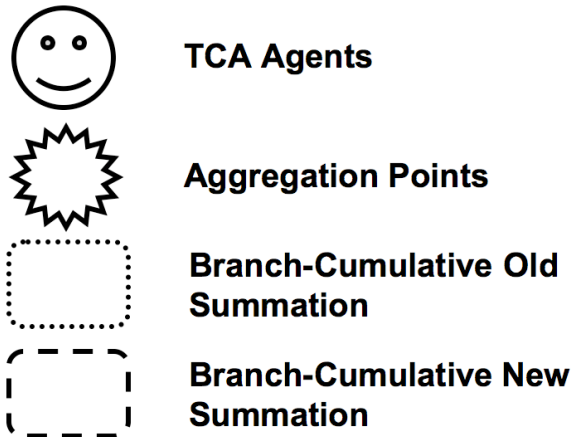 TCA Agents
Aggregation Points
Branch-Cumulative Old
Summation
Branch-Cumulative New
Summation